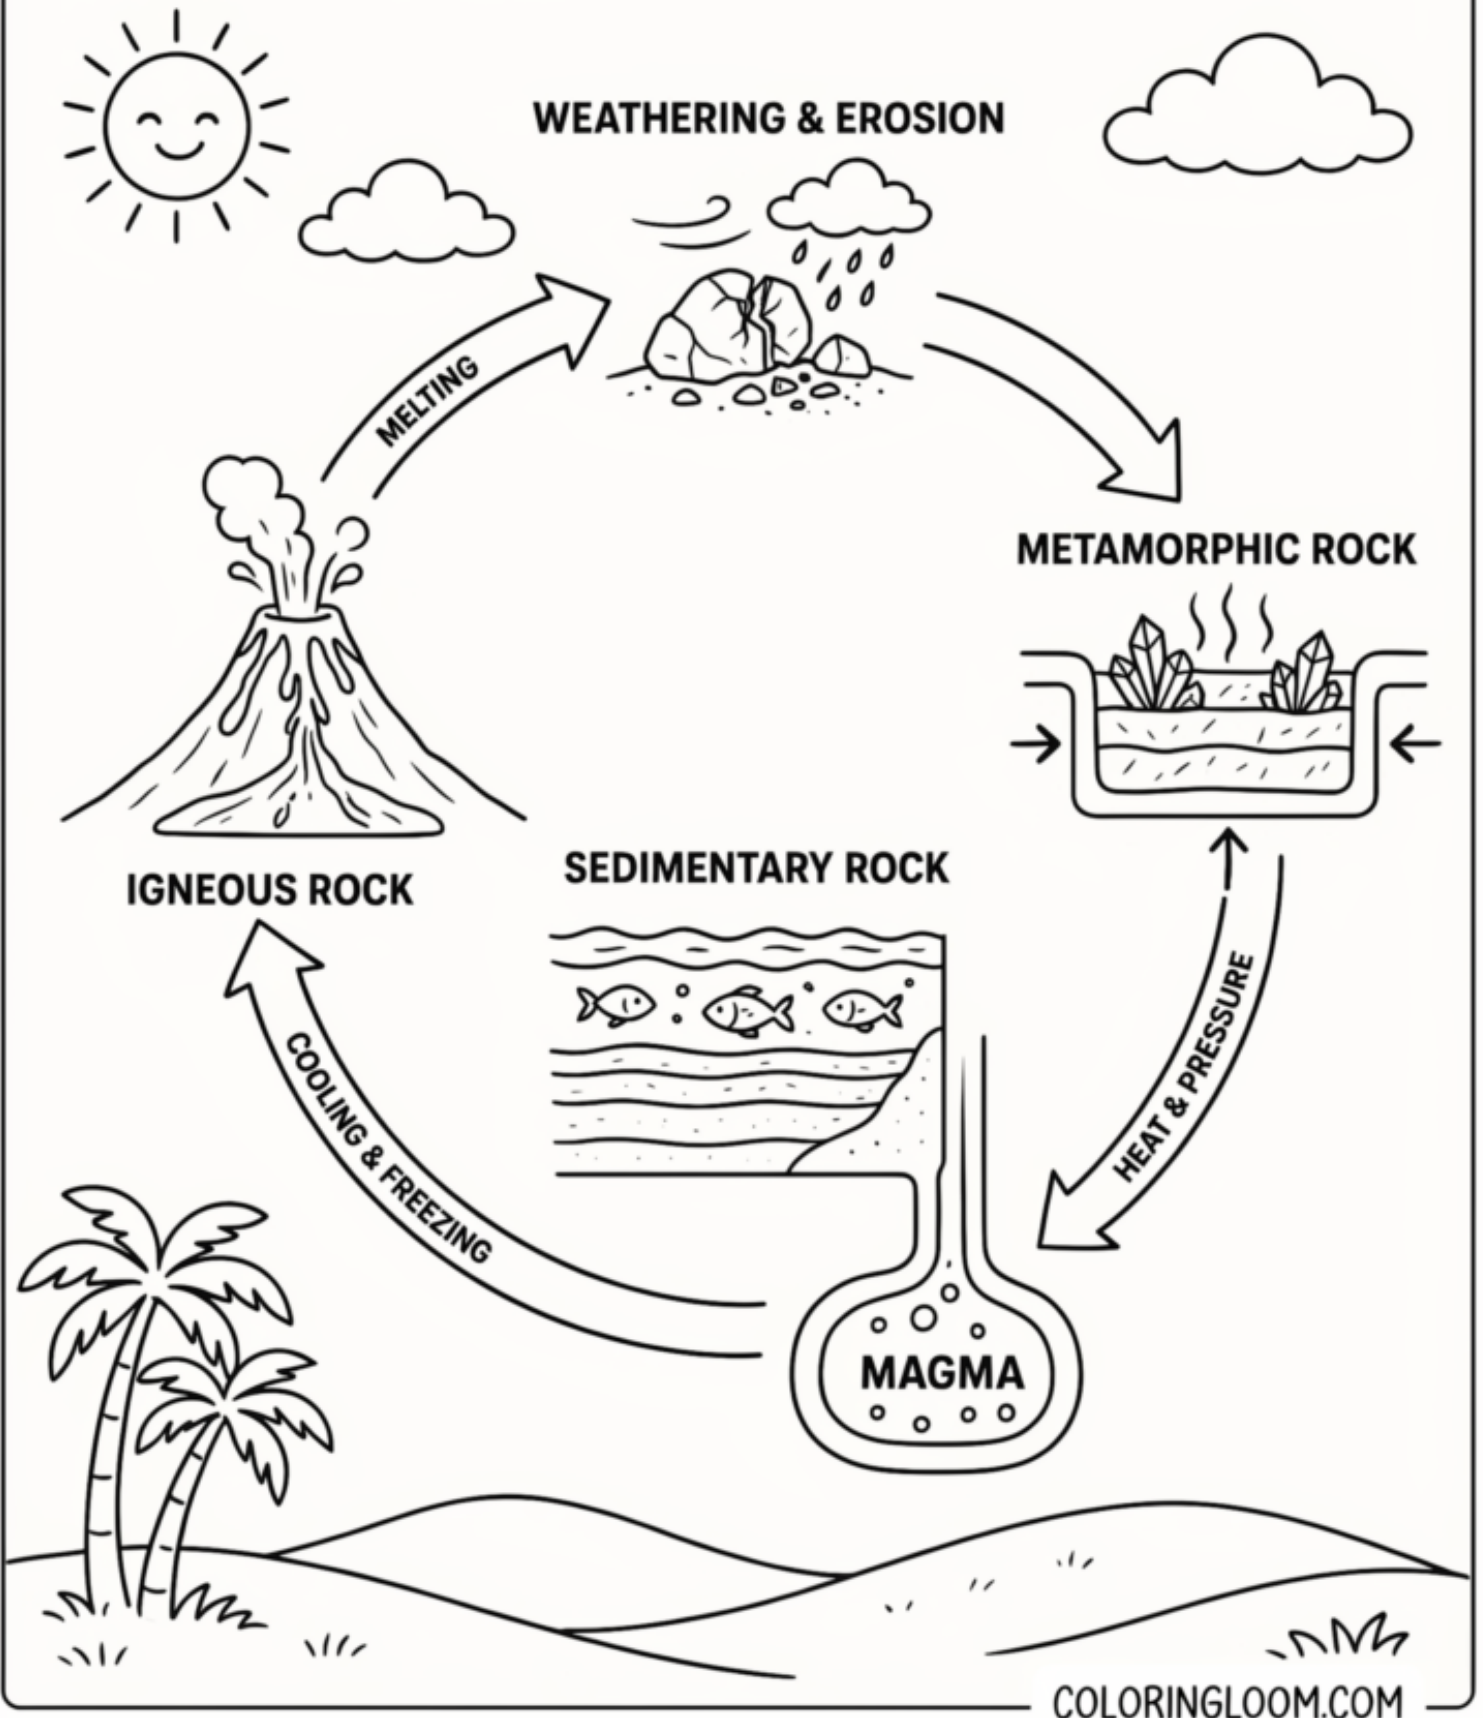 WEATHERING & EROSION
MELTING
METAMORPHIC ROCK
IGNEOUS ROCK
SEDIMENTARY ROCK
HEAT & PRESSURE
COOLING & FREEZING
MAGMA
COLORINGLOOM.COM